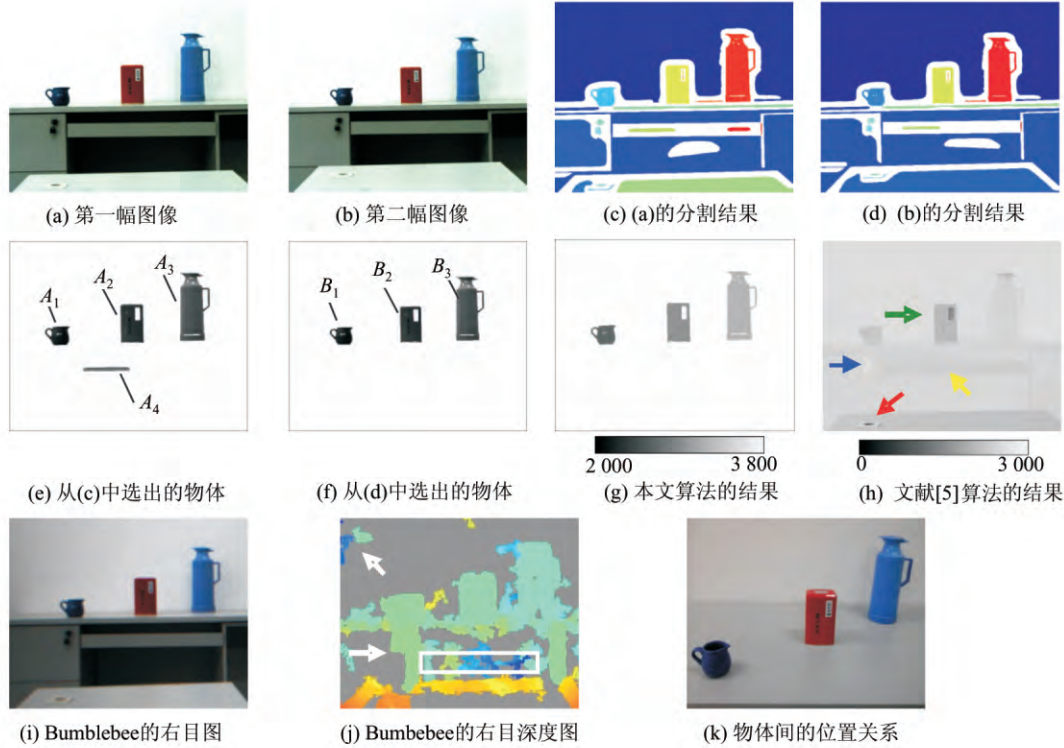 (a) 第一幅图像
(b) 第二幅图像
(c) (a)的分割结果
(d) (b)的分割结果
A1
A2
A3
A4
B1
B2
B3
2 000
3 800
0
3 000
(e) 从(c)中选出的物体
(f) 从(d)中选出的物体
(g) 本文算法的结果
(h) 文献[5]算法的结果
(i) Bumblebee的右目图
(j) Bumbebee的右目深度图
(k) 物体间的位置关系